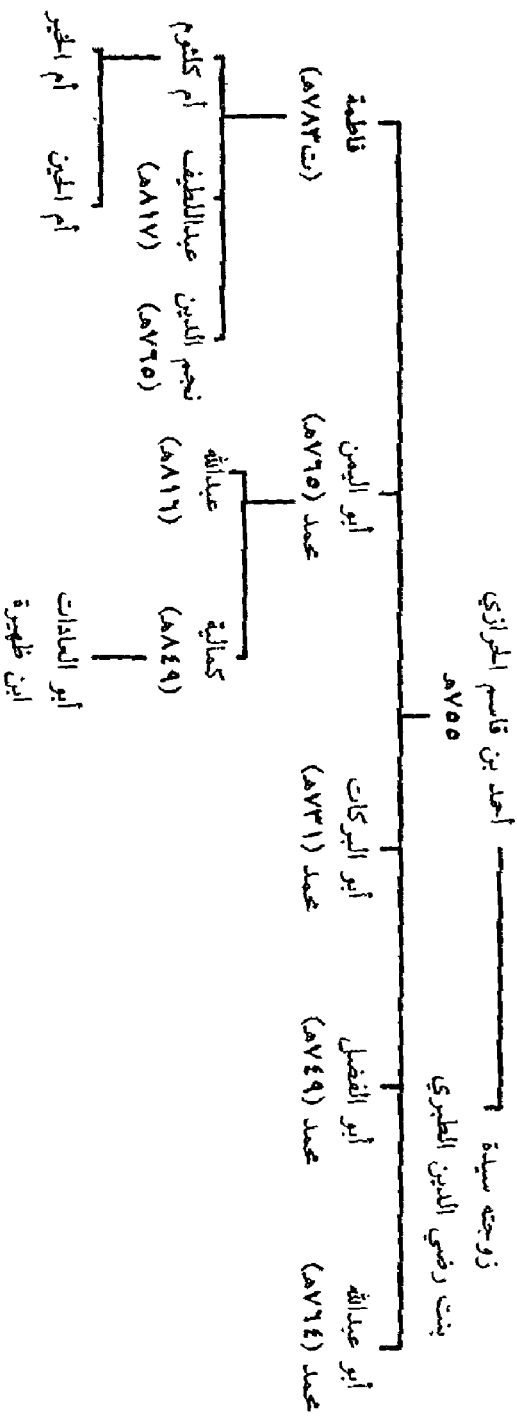 أحمد بن قاسم الحرازي
٧٥٥هـ
زوجته سيدة
بنت رضي الدين الطبري
أبو عبدالله
محمد (٧٦٤هـ)
أبو الفضل
محمد (٧٤٩هـ)
أبو البركات
محمد (٧٣١هـ)
أبو اليمن
محمد (٧٦٥هـ)
فاطمة
(ت٧٨٣هـ)
كمالية
(٨٤٩هـ)
عبدالله
(٨١٦هـ)
نجم الدين
(٧٦٥هـ)
عبداللطيف
(٨١٧هـ)
أم كلثوم
أبو العادات
ابن ظهيرة
أم الحين
أم الخير